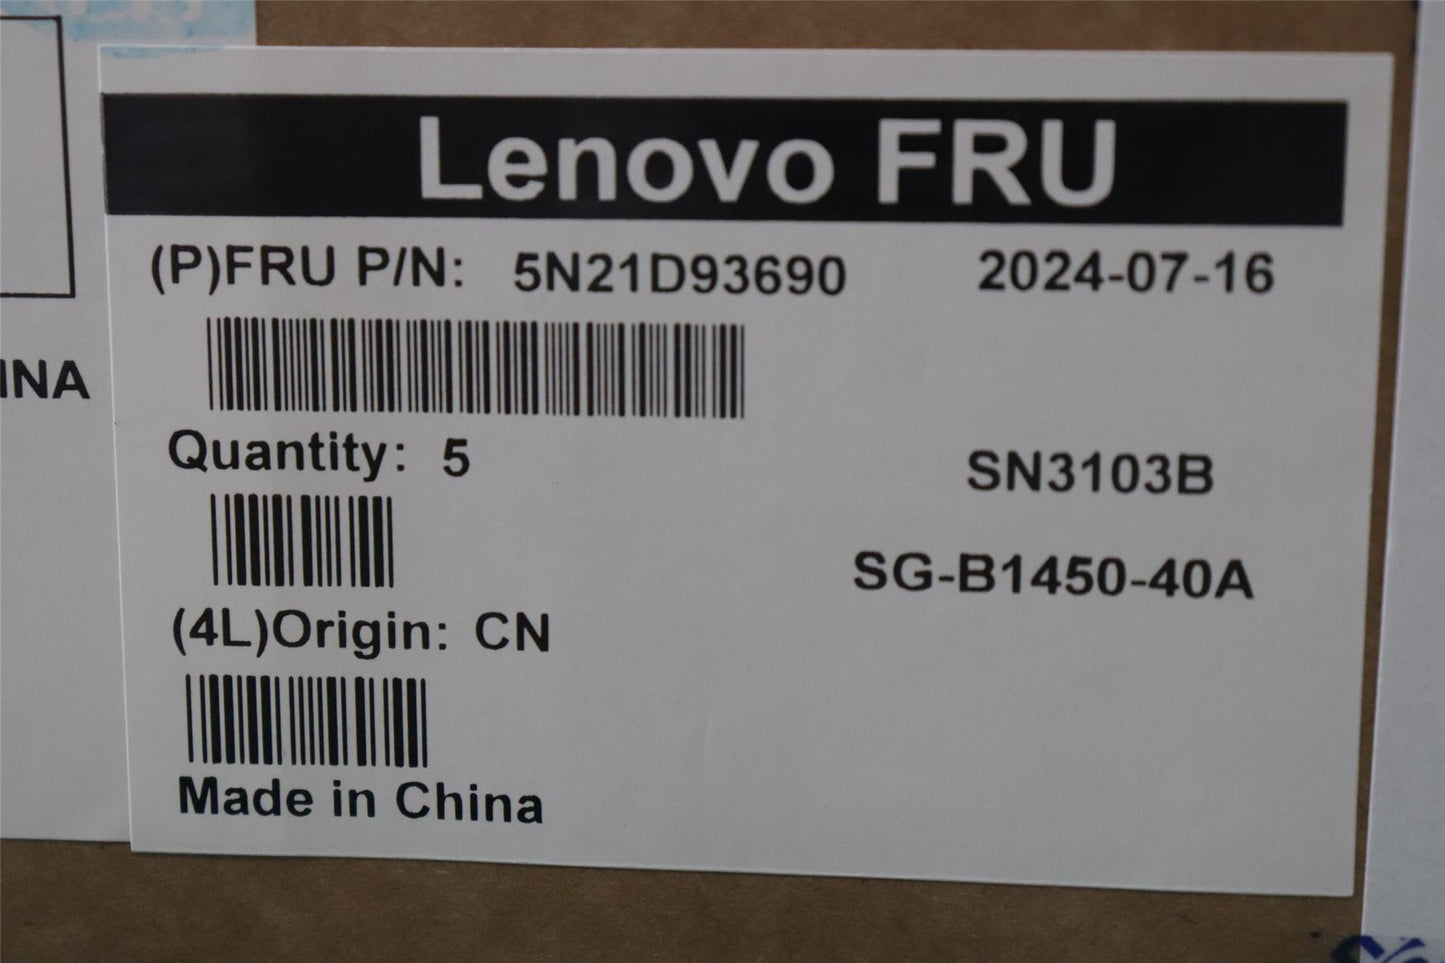 Lenovo FRU
(P)FRU P/N: 5N21D93690 2024-07-16
INA
Quantity: 5
SN3103B
SG-B1450-40A
(4L)Origin: CN
Made in China